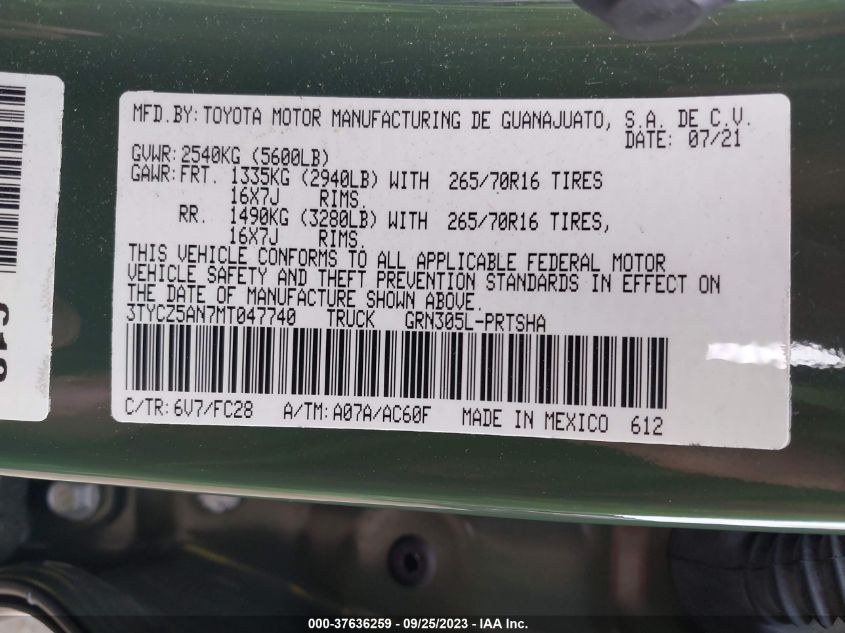 MFD.BY:TOYOTA MOTOR MANUFACTURING DE GUANAJUATO, S.A. DE C.V.
DATE: 07/21
GVWR:2540KG (5600LB)
GAWR:FRT. 1335KG (2940LB) WITH 265/70R16 TIRES
16X7J RIMS.
RR. 1490KG (3280LB) WITH 265/70R16 TIRES,
16X7J RIMS.
THIS VEHICLE CONFORMS TO ALL APPLICABLE FEDERAL MOTOR
VEHICLE SAFETY AND THEFT PREVENTION STANDARDS IN EFFECT ON
THE DATE OF MANUFACTURE SHOWN ABOVE.
3TYCZ5AN7MT047740 TRUCK GRN305L-PRTSHA
C/TR:6V7/FC28 A/TM:A07A/AC60F MADE IN MEXICO 612
000-37636259 - 09/25/2023 - IAA Inc.